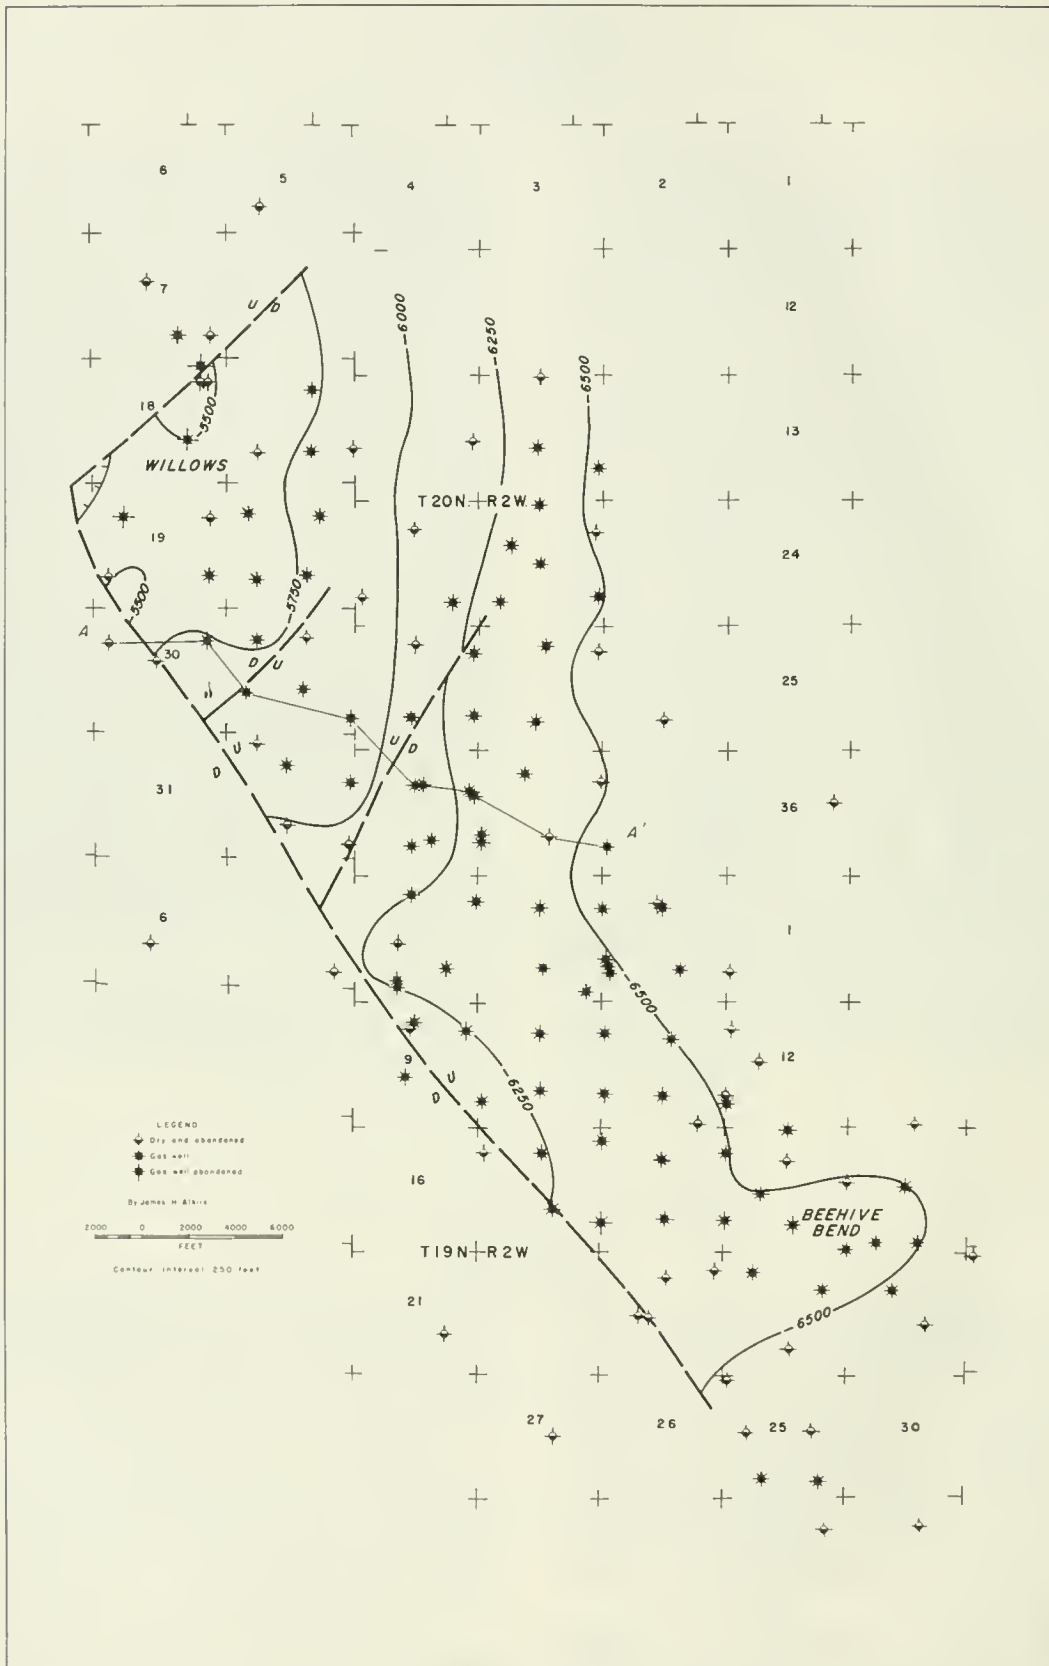 6
5
4
3
2
1
7
U D
-6000
-6250
12
-6500
18
-5500
13
WILLOWS
T20N R2W
19
24
-5500
-5750
A
30
D U
25
U D
U
D
31
36
A'
6
1
-6500
9
12
U
D
-6250
LEGEND
Dry and abandoned
Gas well
Gas well abandoned
16
By James H Alkire
BEEHIVE
BEND
2000 0 2000 4000 6000
FEET
T19N R2W
Contour interval 250 feet
21
-6500
27
26
25
30